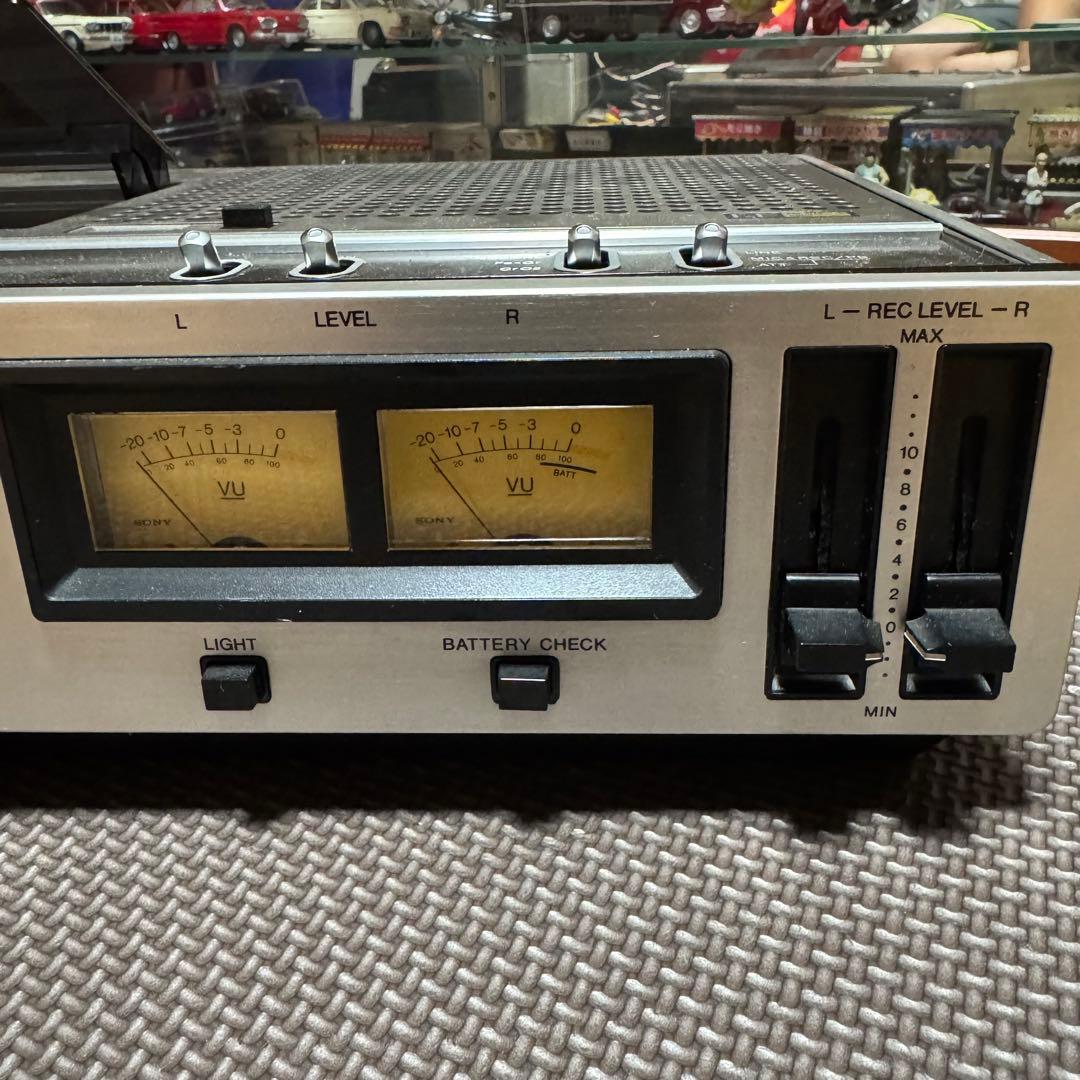 L LEVEL R
L – REC LEVEL – R
MAX
-20 -10 -7 -5 -3 0
20 40 60 80 100
VU
SONY
-20 -10 -7 -5 -3 0
20 40 60 80 100
BATT
VU
SONY
10
8
6
4
2
0
MIN
LIGHT
BATTERY CHECK